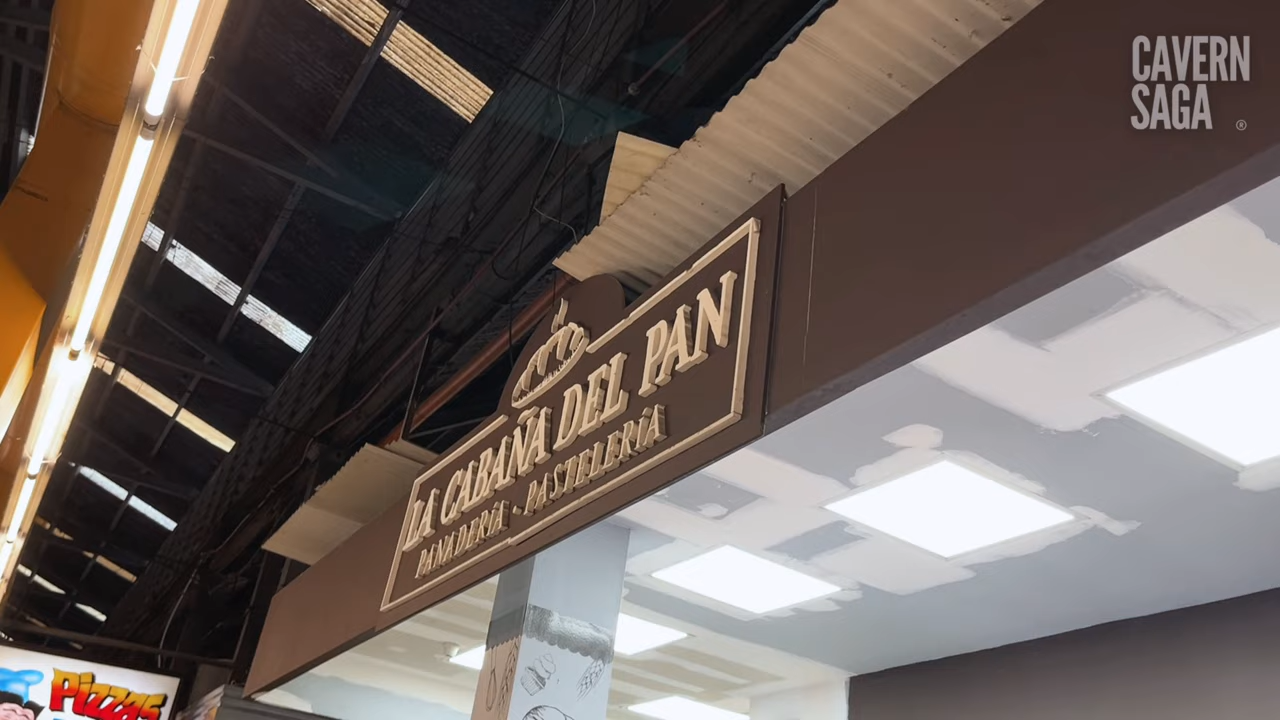 CAVERN
SAGA
®
LA CABAÑA DEL PAN
PANADERÍA - PASTELERÍA
Pizzas